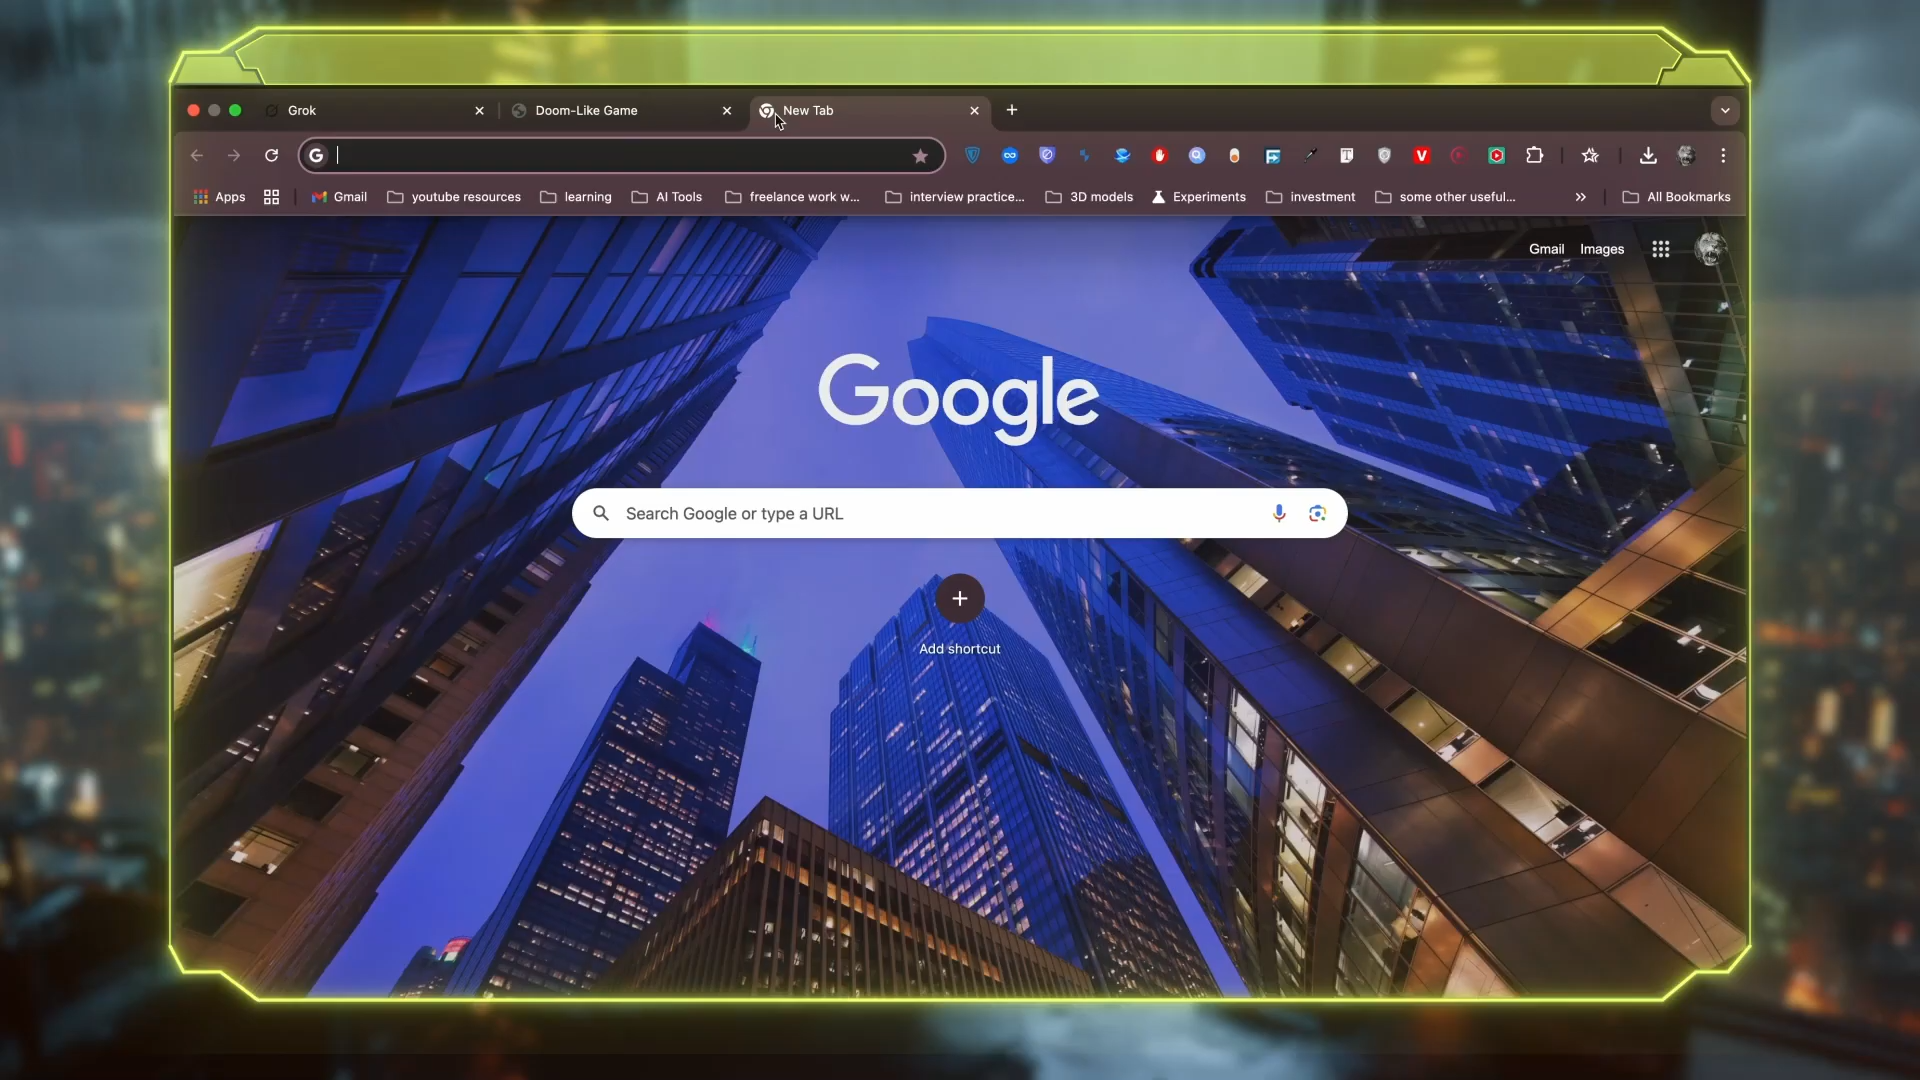 Grok
Doom-Like Game
New Tab
Apps
Gmail
youtube resources
learning
AI Tools
freelance work w...
interview practice...
3D models
Experiments
investment
some other useful...
All Bookmarks
Gmail
Images
Google
Search Google or type a URL
Add shortcut